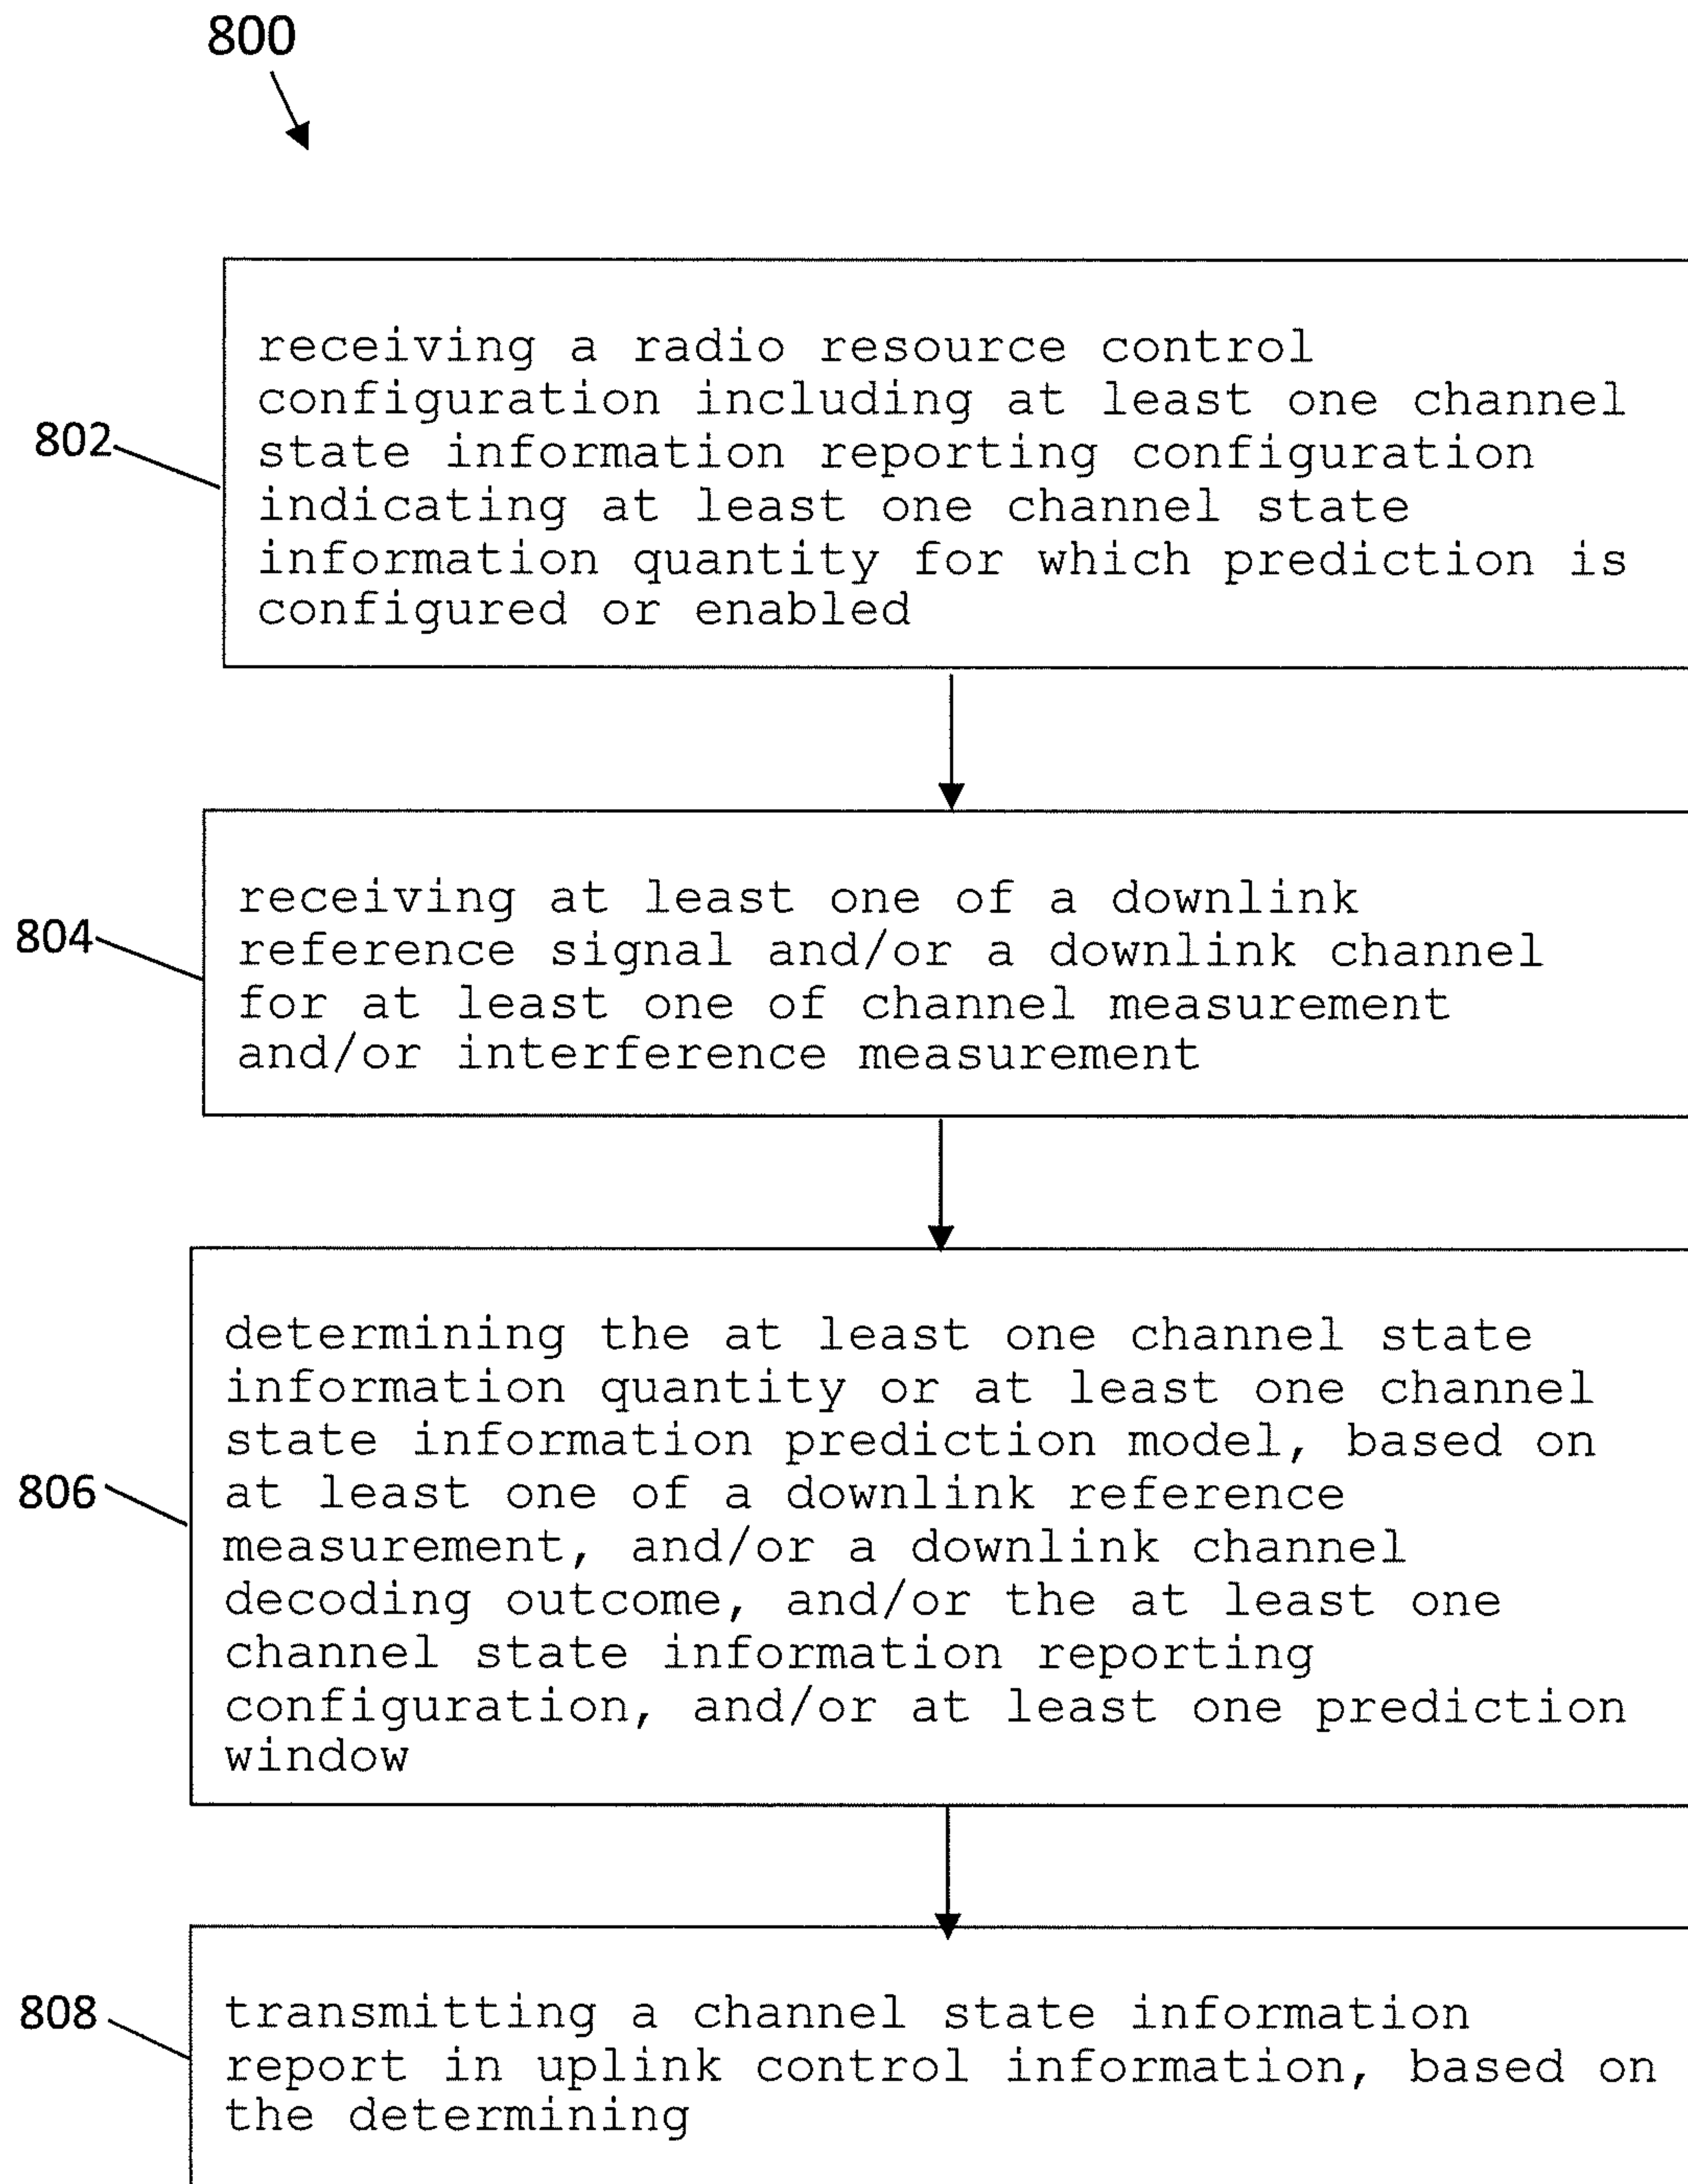 800
802
receiving a radio resource control
configuration including at least one channel
state information reporting configuration
indicating at least one channel state
information quantity for which prediction is
configured or enabled
804
receiving at least one of a downlink
reference signal and/or a downlink channel
for at least one of channel measurement
and/or interference measurement
806
determining the at least one channel state
information quantity or at least one channel
state information prediction model, based on
at least one of a downlink reference
measurement, and/or a downlink channel
decoding outcome, and/or the at least one
channel state information reporting
configuration, and/or at least one prediction
window
808
transmitting a channel state information
report in uplink control information, based on
the determining